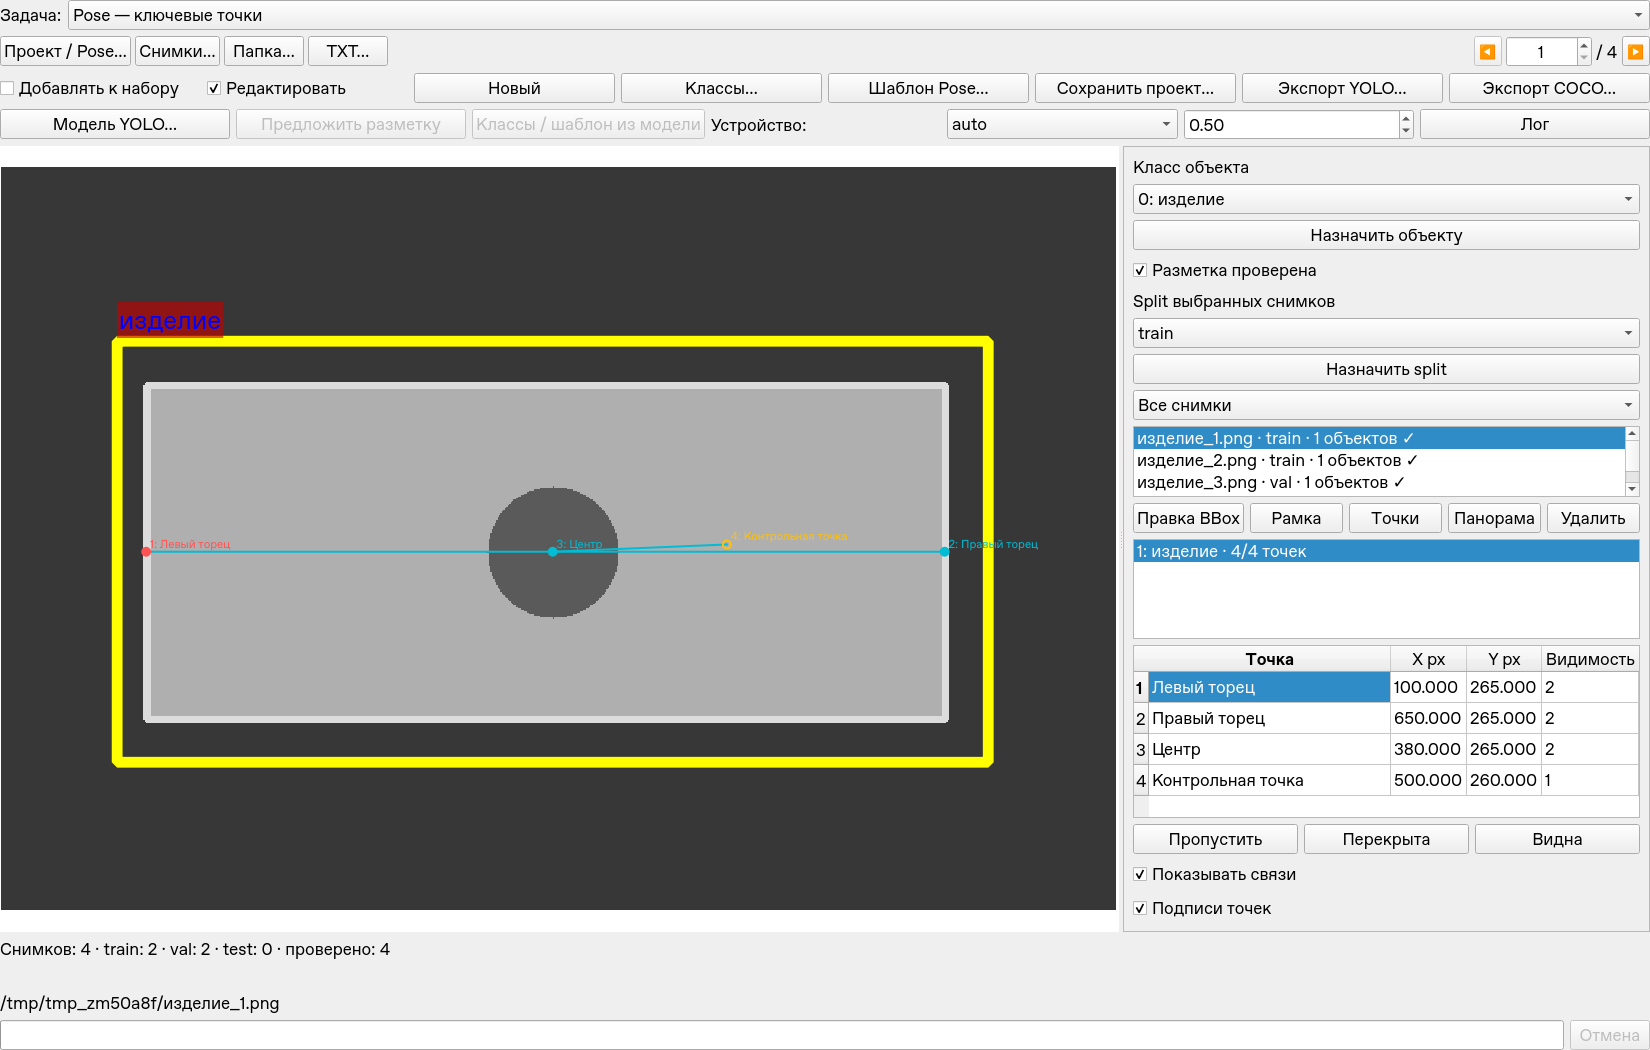 Задача: Pose — ключевые точки
Проект / Pose... Снимки... Папка... TXT... 1 / 4
Добавлять к набору Редактировать Новый Классы... Шаблон Pose... Сохранить проект... Экспорт YOLO... Экспорт COCO...
Модель YOLO... Предложить разметку Классы / шаблон из модели Устройство: auto 0.50 Лог
изделие
1: Левый торец
3: Центр
4: Контрольная точка
2: Правый торец
Класс объекта
0: изделие
Назначить объекту
Разметка проверена
Split выбранных снимков
train
Назначить split
Все снимки
изделие_1.png · train · 1 объектов ✓
изделие_2.png · train · 1 объектов ✓
изделие_3.png · val · 1 объектов ✓
Правка BBox Рамка Точки Панорама Удалить
1: изделие · 4/4 точек
Точка X px Y px Видимость
1 Левый торец 100.000 265.000 2
2 Правый торец 650.000 265.000 2
3 Центр 380.000 265.000 2
4 Контрольная точка 500.000 260.000 1
Пропустить Перекрыта Видна
Показывать связи
Подписи точек
Снимков: 4 · train: 2 · val: 2 · test: 0 · проверено: 4
/tmp/tmp_zm50a8f/изделие_1.png
Отмена